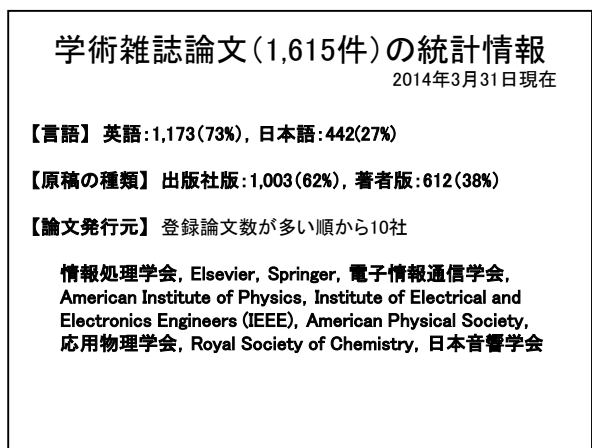 学術雑誌論文(1,615件)の統計情報
2014年3月31日現在
【言語】 英語:1,173(73%), 日本語:442(27%)
【原稿の種類】 出版社版:1,003(62%), 著者版:612(38%)
【論文発行元】 登録論文数が多い順から10社
情報処理学会, Elsevier, Springer, 電子情報通信学会,
American Institute of Physics, Institute of Electrical and
Electronics Engineers (IEEE), American Physical Society,
応用物理学会, Royal Society of Chemistry, 日本音響学会